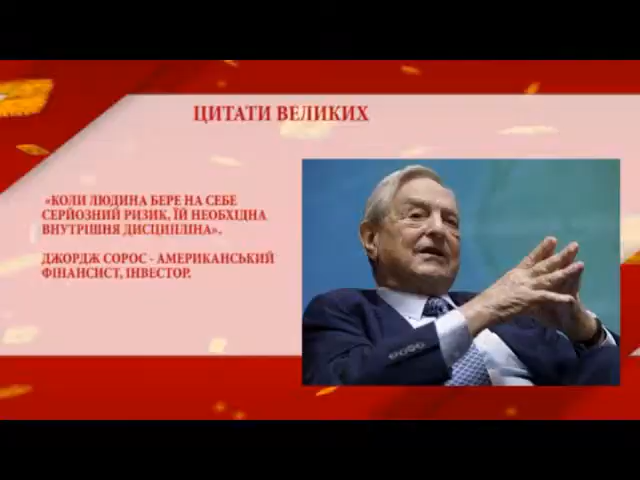 ЦИТАТИ ВЕЛИКИХ
«КОЛИ ЛЮДИНА БЕРЕ НА СЕБЕ
СЕРЙОЗНИЙ РИЗИК, ЇЙ НЕОБХІДНА
ВНУТРІШНЯ ДИСЦИПЛІНА».
ДЖОРДЖ СОРОС - АМЕРИКАНСЬКИЙ
ФІНАНСИСТ, ІНВЕСТОР.